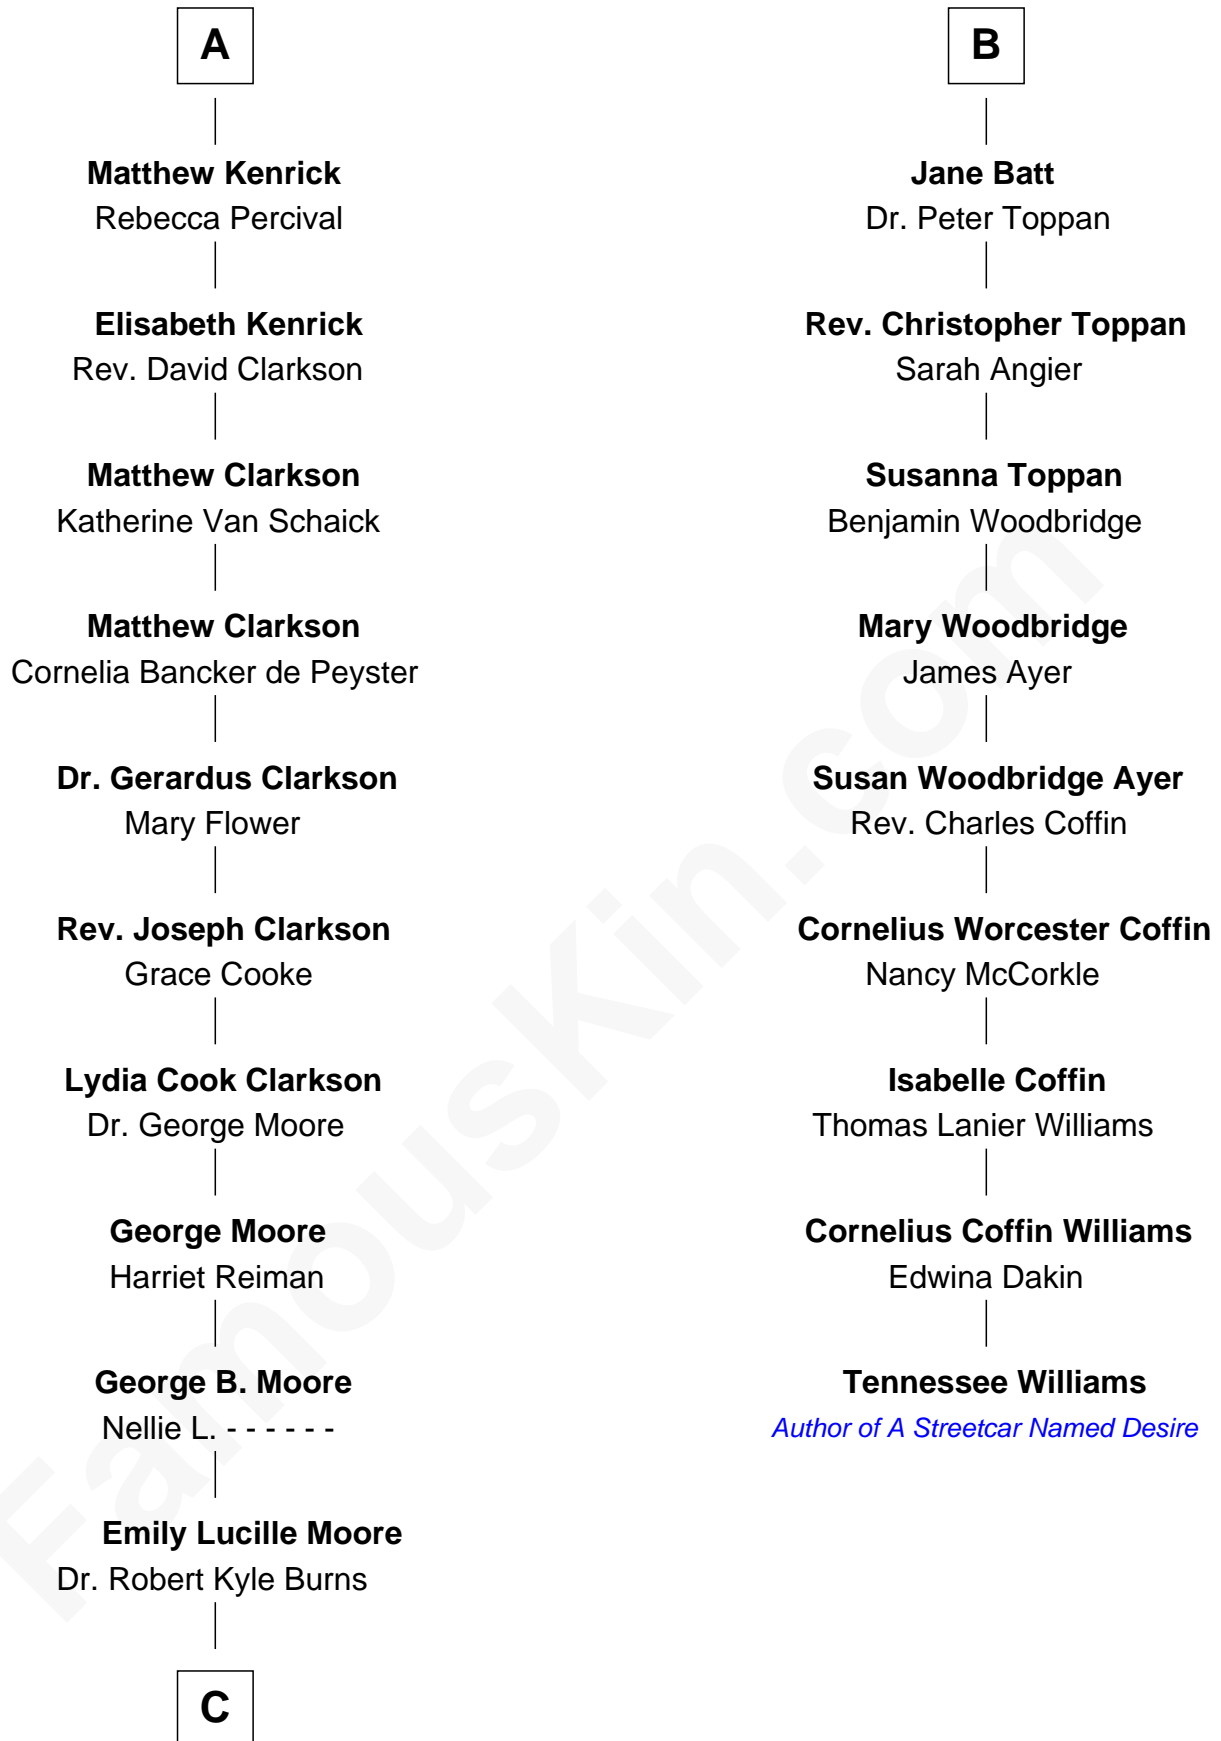 A
Matthew Kenrick
Rebecca Percival
Elisabeth Kenrick
Rev. David Clarkson
Matthew Clarkson
Katherine Van Schaick
Matthew Clarkson
Cornelia Bancker de Peyster
Dr. Gerardus Clarkson
Mary Flower
Rev. Joseph Clarkson
Grace Cooke
Lydia Cook Clarkson
Dr. George Moore
George Moore
Harriet Reiman
George B. Moore
Nellie L. - - - - - -
Emily Lucille Moore
Dr. Robert Kyle Burns
C
B
Jane Batt
Dr. Peter Toppan
Rev. Christopher Toppan
Sarah Angier
Susanna Toppan
Benjamin Woodbridge
Mary Woodbridge
James Ayer
Susan Woodbridge Ayer
Rev. Charles Coffin
Cornelius Worcester Coffin
Nancy McCorkle
Isabelle Coffin
Thomas Lanier Williams
Cornelius Coffin Williams
Edwina Dakin
Tennessee Williams
Author of A Streetcar Named Desire
FamousKin.com